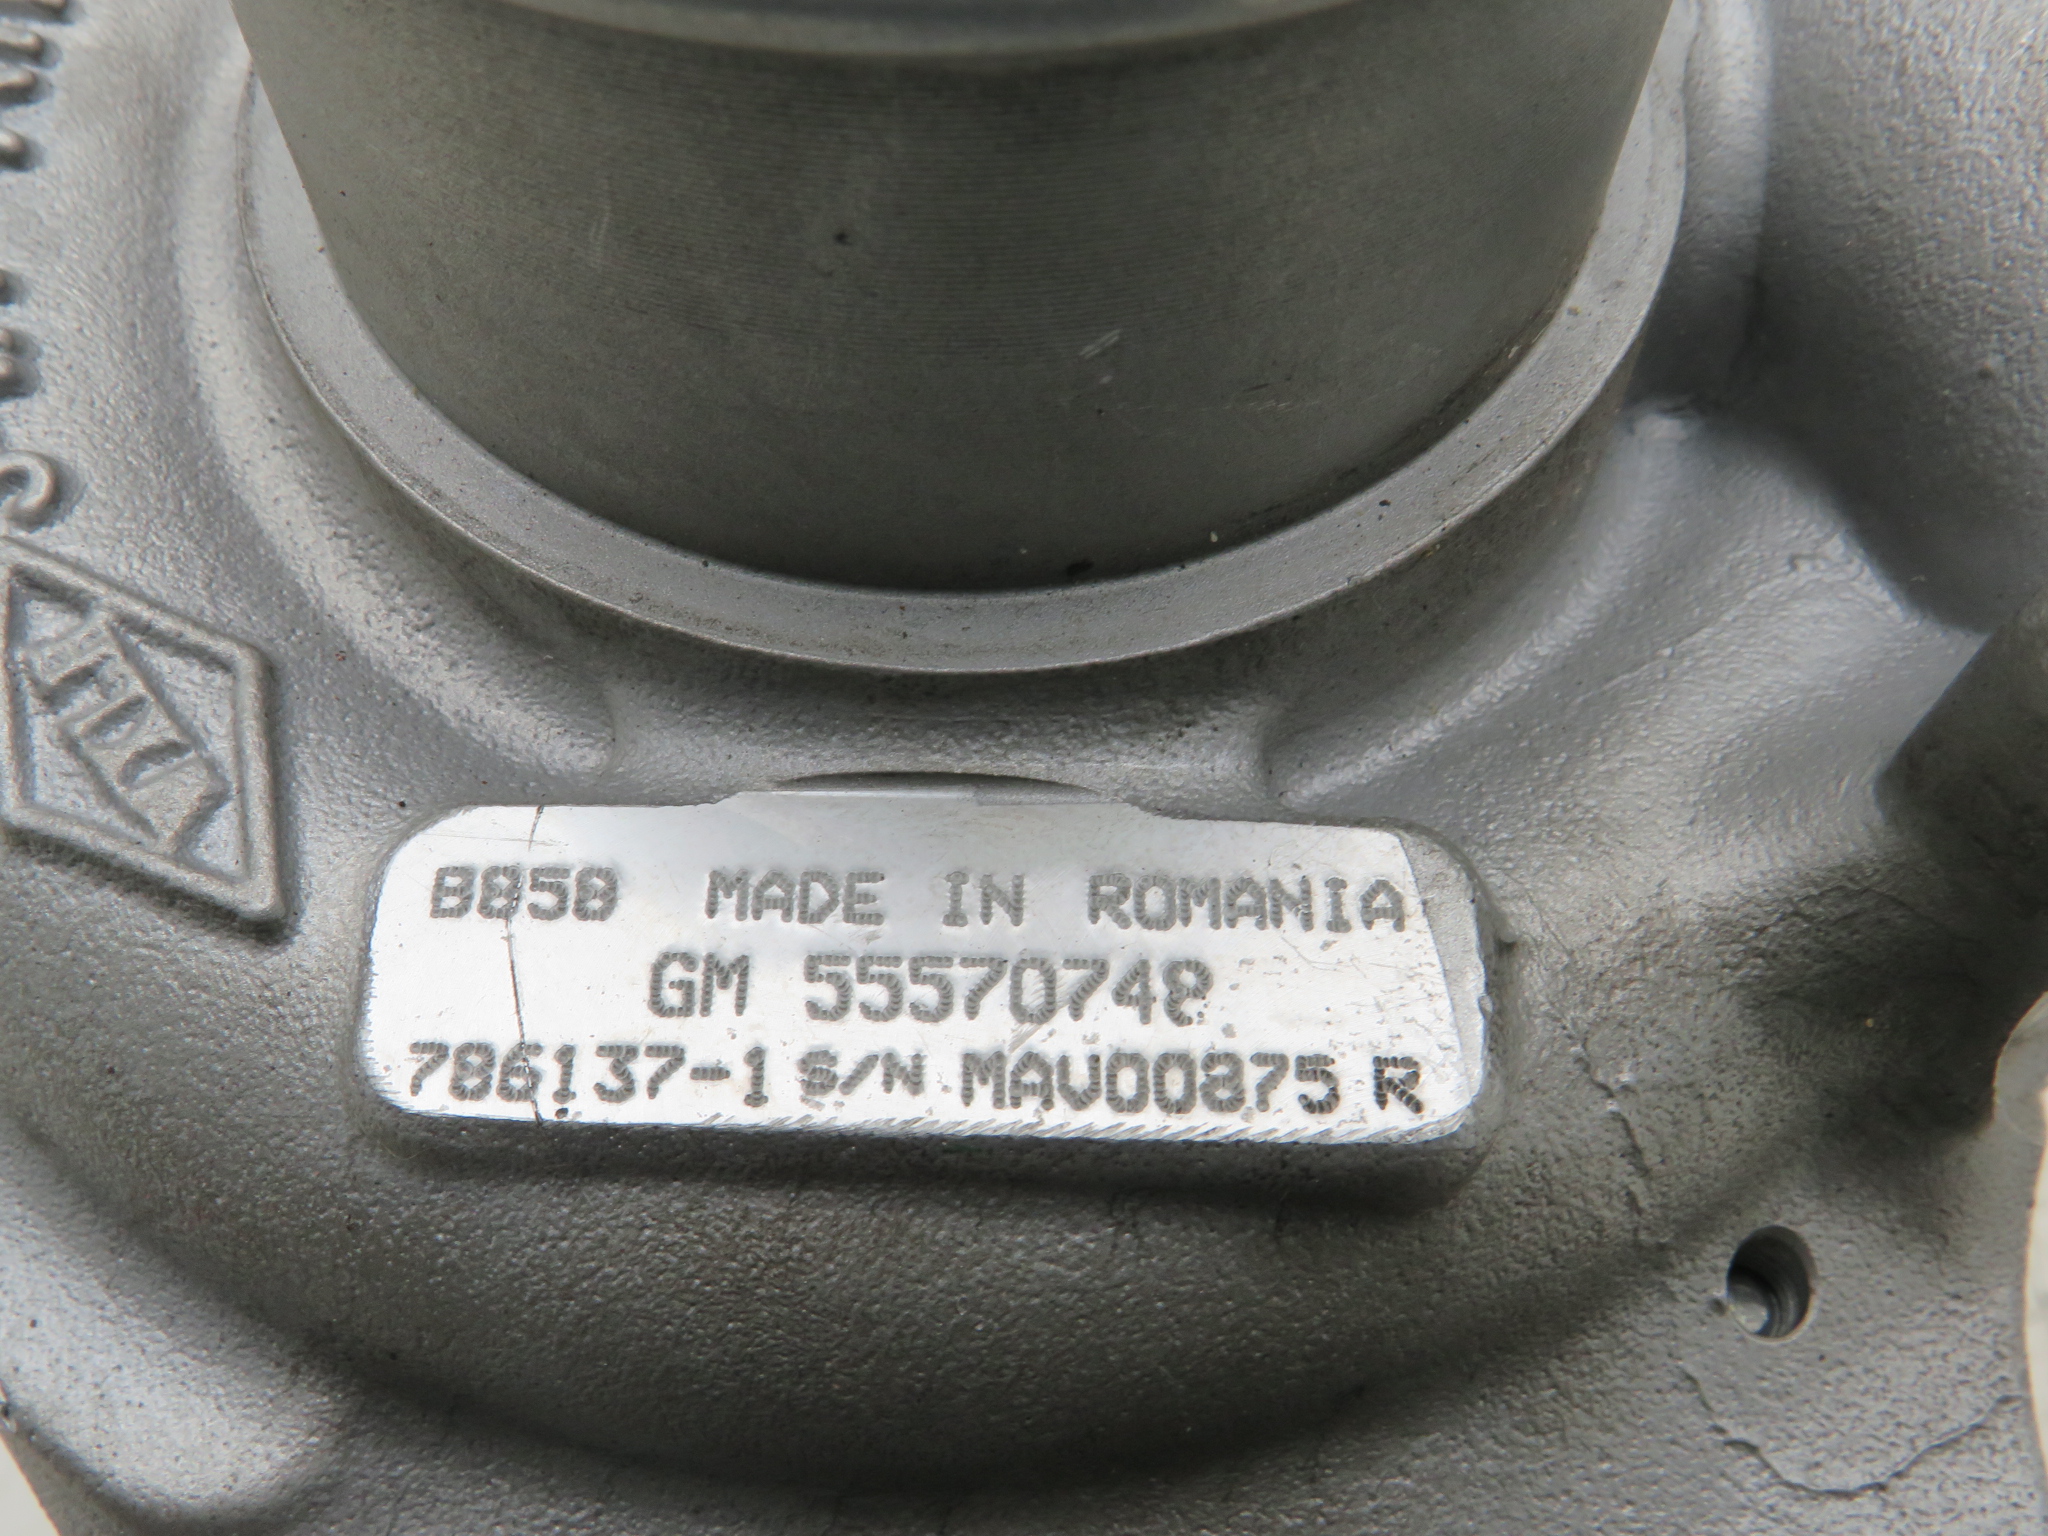 B050 MADE IN ROMANIA
GM 55570748
786137-1 S/N MAV00875 R